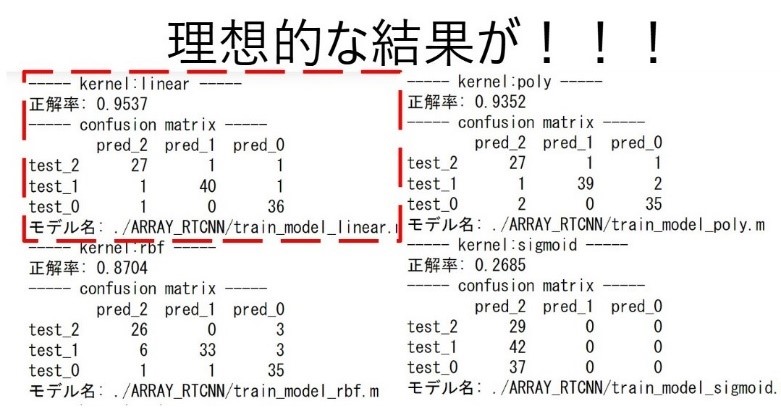 理想的な結果が！！！
----- kernel:linear -----
正解率: 0.9537
----- confusion matrix -----
pred_2 pred_1 pred_0
test_2 27 1 1
test_1 1 40 1
test_0 1 0 36
モデル名: ./ARRAY_RTCNN/train_model_linear.
----- kernel:poly -----
正解率: 0.9352
----- confusion matrix -----
pred_2 pred_1 pred_0
test_2 27 1 1
test_1 1 39 2
test_0 2 0 35
モデル名: ./ARRAY_RTCNN/train_model_poly.m
----- kernel:rbf -----
正解率: 0.8704
----- confusion matrix -----
pred_2 pred_1 pred_0
test_2 26 0 3
test_1 6 33 3
test_0 1 1 35
モデル名: ./ARRAY_RTCNN/train_model_rbf.m
----- kernel:sigmoid -----
正解率: 0.2685
----- confusion matrix -----
pred_2 pred_1 pred_0
test_2 29 0 0
test_1 42 0 0
test_0 37 0 0
モデル名: ./ARRAY_RTCNN/train_model_sigmoid.